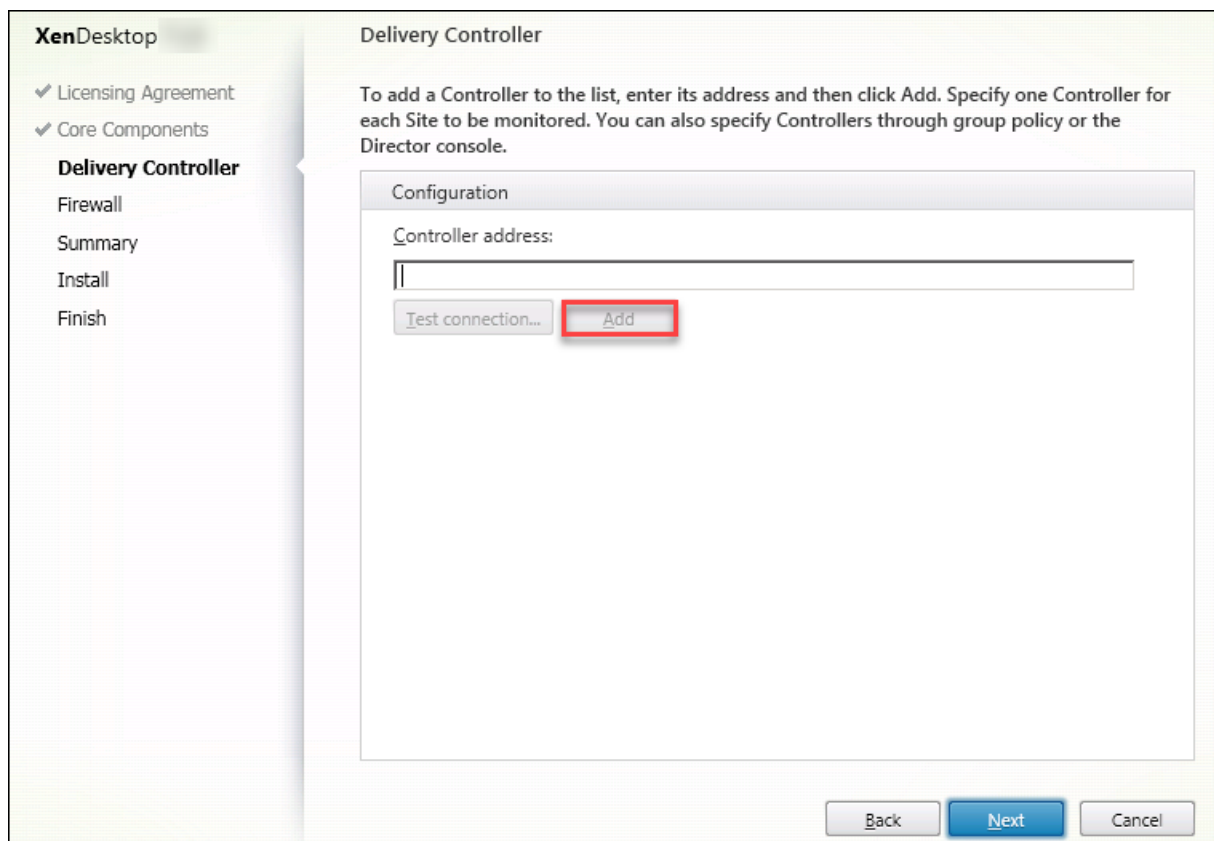 XenDesktop
Licensing Agreement
Core Components
Delivery Controller
Firewall
Summary
Install
Finish
Delivery Controller
To add a Controller to the list, enter its address and then click Add. Specify one Controller for
each Site to be monitored. You can also specify Controllers through group policy or the
Director console.
Configuration
Controller address:
Test connection... Add
Back Next Cancel